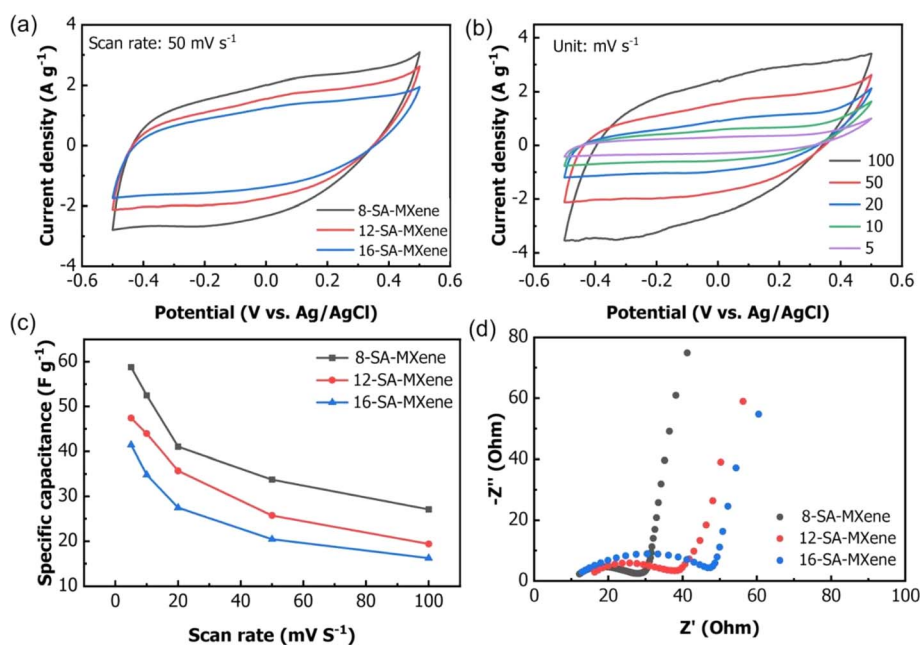 (a)
Scan rate: 50 mV s⁻¹
Current density (A g⁻¹)
4
2
0
-2
-4
8-SA-MXene
12-SA-MXene
16-SA-MXene
-0.6 -0.4 -0.2 0.0 0.2 0.4 0.6
Potential (V vs. Ag/AgCl)
(b)
Unit: mV s⁻¹
Current density (A g⁻¹)
4
2
0
-2
-4
100
50
20
10
5
-0.6 -0.4 -0.2 0.0 0.2 0.4 0.6
Potential (V vs. Ag/AgCl)
(c)
Specific capacitance (F g⁻¹)
60
50
40
30
20
10
8-SA-MXene
12-SA-MXene
16-SA-MXene
0 20 40 60 80 100
Scan rate (mV S⁻¹)
(d)
-Z" (Ohm)
80
60
40
20
0
8-SA-MXene
12-SA-MXene
16-SA-MXene
0 20 40 60 80 100
Z' (Ohm)